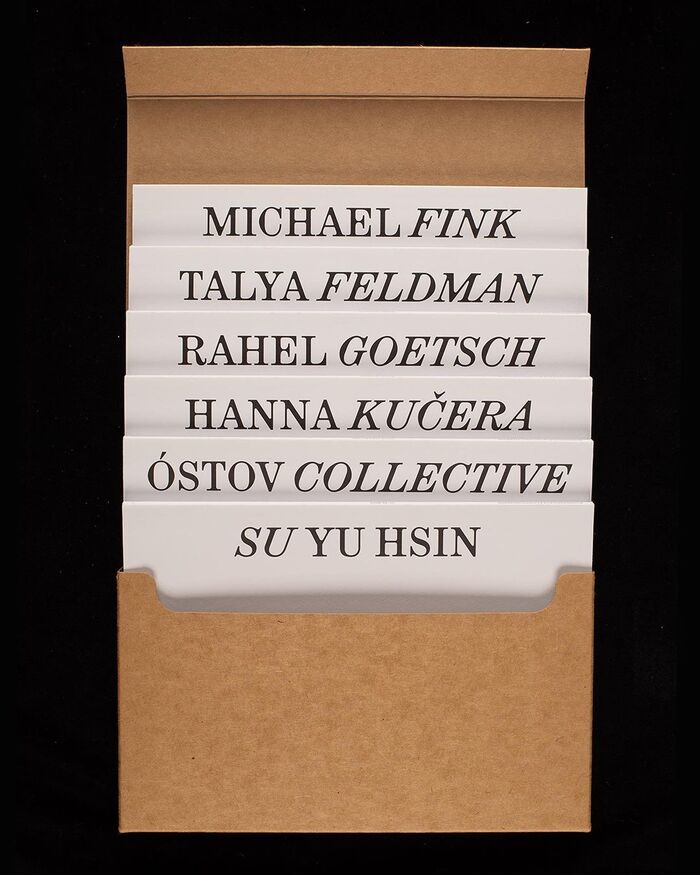 MICHAEL FINK
TALYA FELDMAN
RAHEL GOETSCH
HANNA KUČERA
ÓSTOV COLLECTIVE
SU YU HSIN